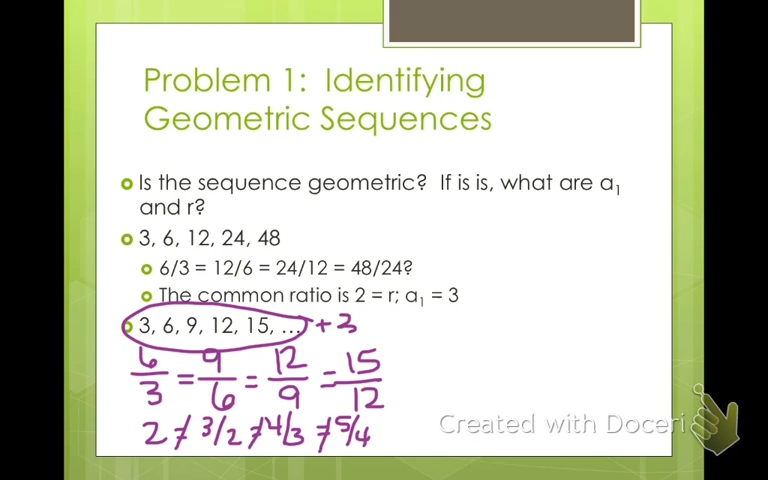 Problem 1: Identifying
Geometric Sequences
Is the sequence geometric? If is is, what are a₁
and r?
3, 6, 12, 24, 48
6/3 = 12/6 = 24/12 = 48/24?
The common ratio is 2 = r; a₁ = 3
3, 6, 9, 12, 15, … + 3
6/3 = 9/6 = 12/9 = 15/12
2 ≠ 3/2 ≠ 4/3 ≠ 5/4
Created with Doceri